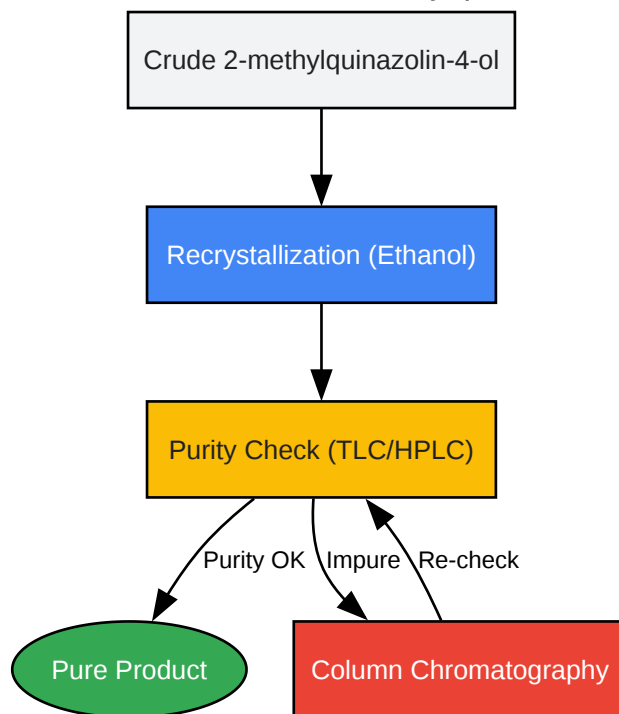 Crude 2-methylquinazolin-4-ol
Recrystallization (Ethanol)
Purity Check (TLC/HPLC)
Purity OK
Impure
Re-check
Pure Product
Column Chromatography